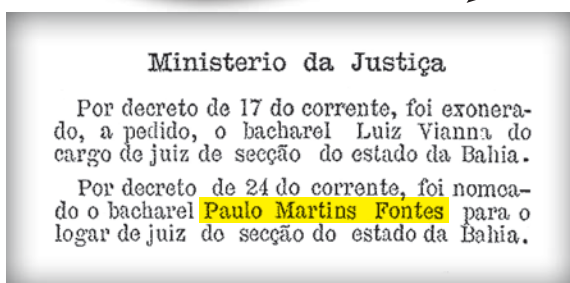 Ministerio da Justiça
Por decreto de 17 do corrente, foi exonera-
do, a pedido, o bacharel Luiz Vianna do
cargo de juiz de secção do estado da Bahia.
Por decreto de 24 do corrente, foi nomea-
do o bacharel Paulo Martins Fontes para o
logar de juiz do secção do estado da Bahia.